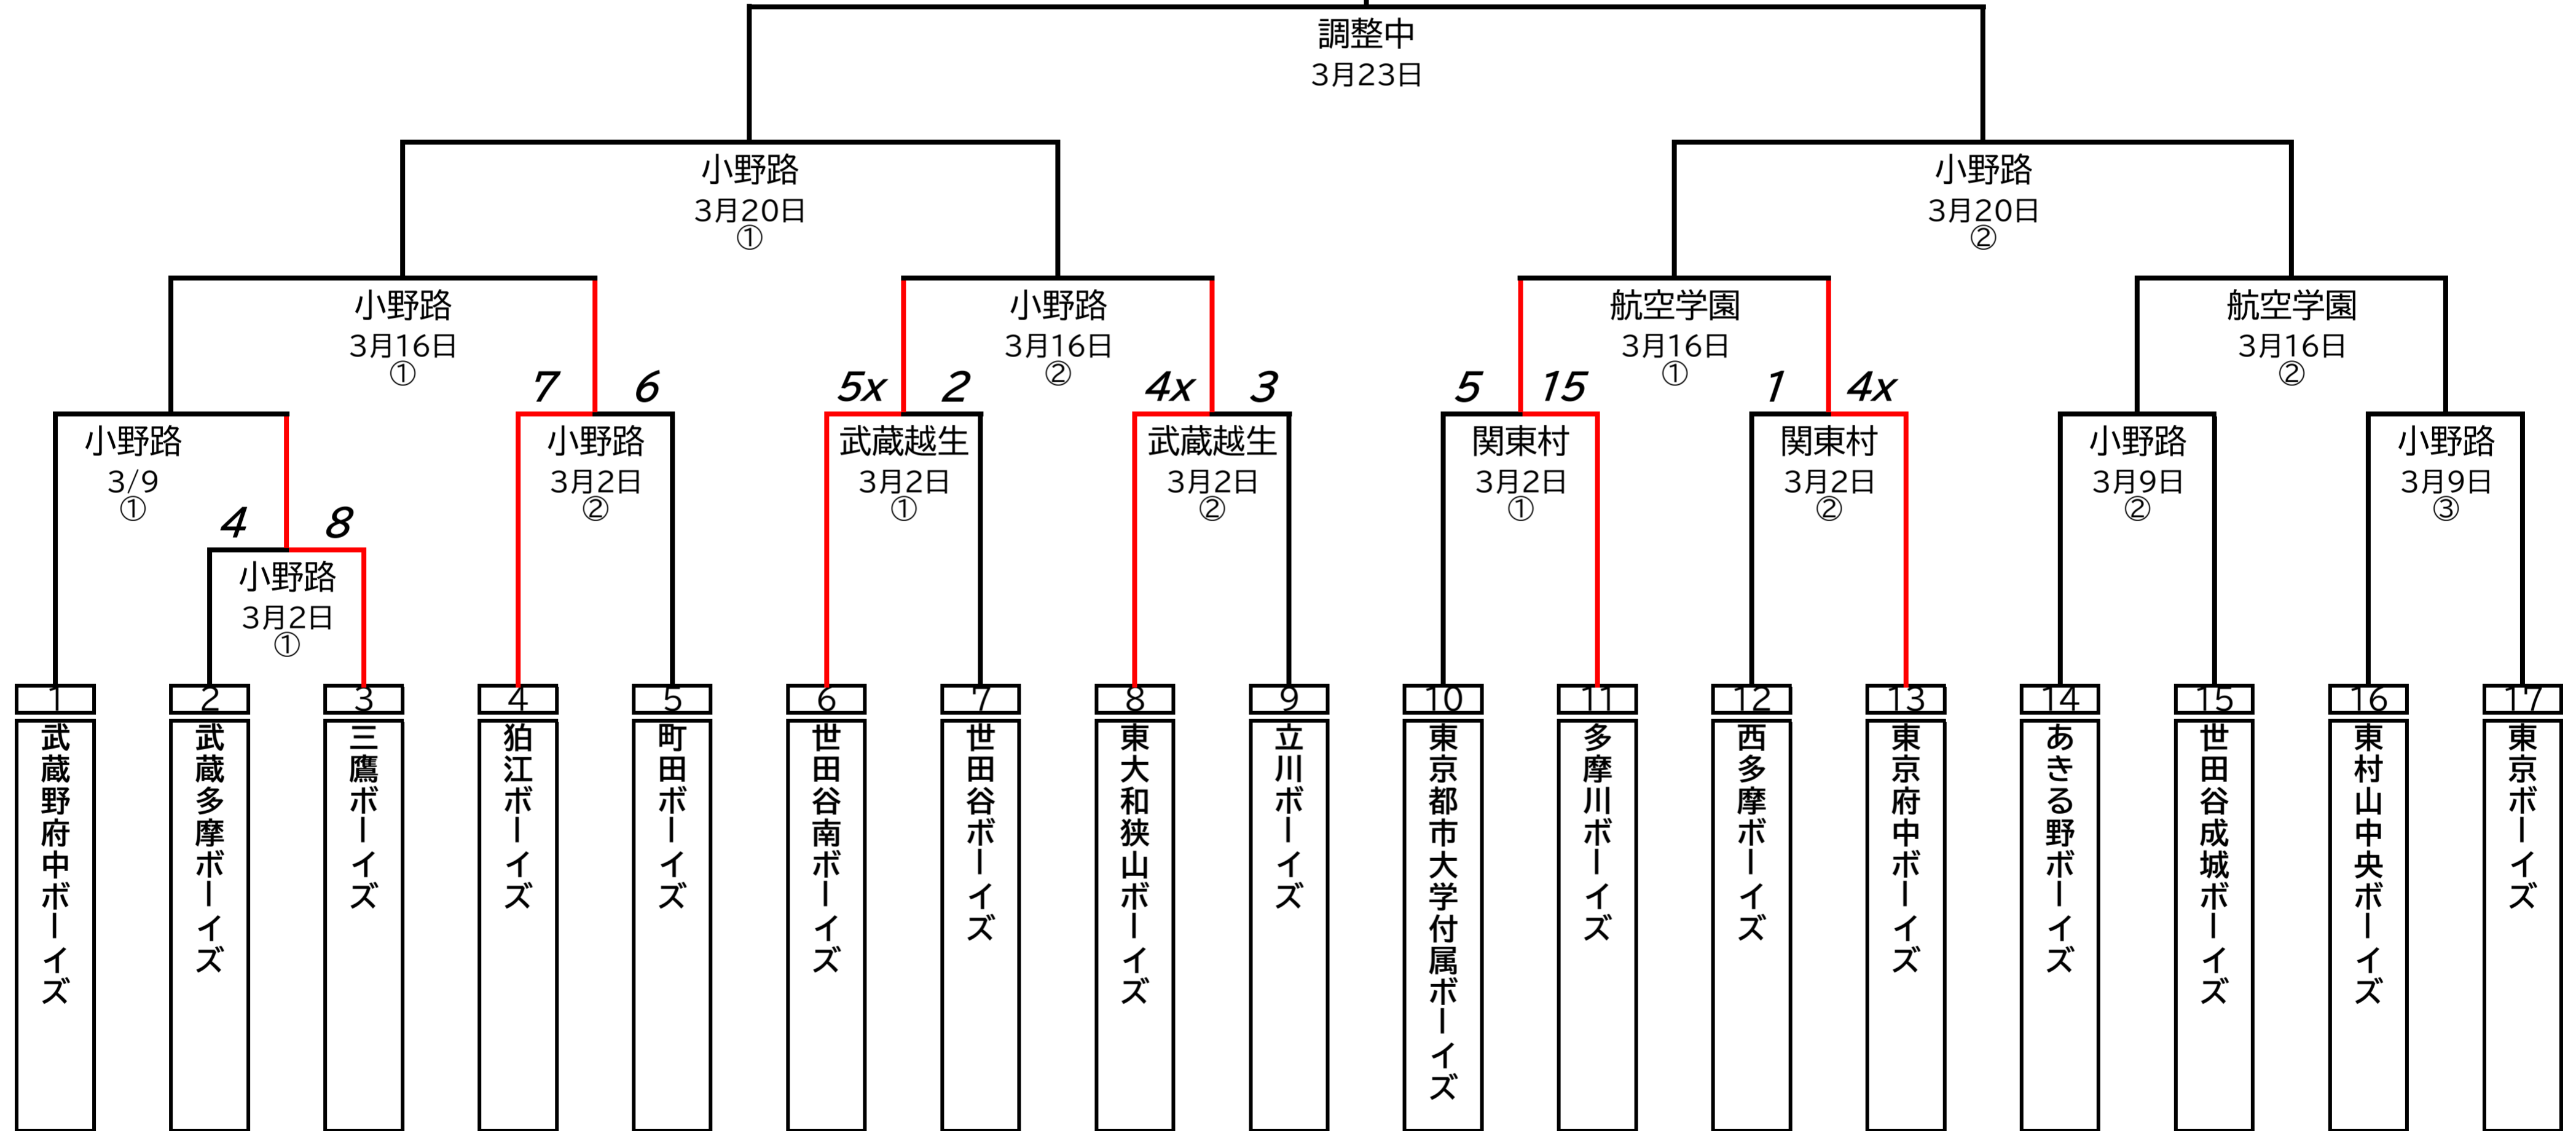 調整中
3月23日
小野路
3月20日
①
小野路
3月20日
②
小野路
3月16日
①
小野路
3月16日
②
航空学園
3月16日
①
航空学園
3月16日
②
7 6
5x 2
4x 3
5 15
1 4x
小野路
3/9
①
小野路
3月2日
②
武蔵越生
3月2日
①
武蔵越生
3月2日
②
関東村
3月2日
①
関東村
3月2日
②
小野路
3月9日
②
小野路
3月9日
③
4 8
小野路
3月2日
①
1
武蔵野府中ボーイズ
2
武蔵多摩ボーイズ
3
三鷹ボーイズ
4
狛江ボーイズ
5
町田ボーイズ
6
世田谷南ボーイズ
7
世田谷ボーイズ
8
東大和狭山ボーイズ
9
立川ボーイズ
10
東京都市大学付属ボーイズ
11
多摩川ボーイズ
12
西多摩ボーイズ
13
東京府中ボーイズ
14
あきる野ボーイズ
15
世田谷成城ボーイズ
16
東村山中央ボーイズ
17
東京ボーイズ